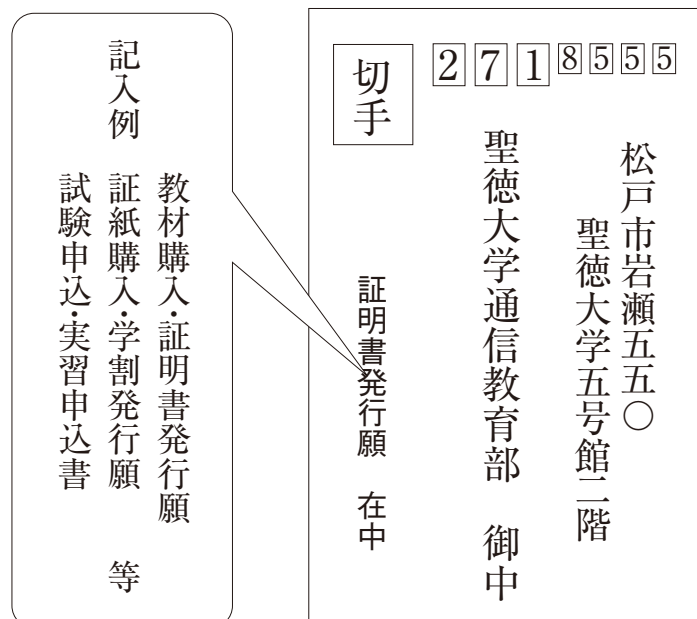 271 8555
切手
松戸市岩瀬五五〇
聖徳大学五号館二階
聖徳大学通信教育部　御中
証明書発行願　在中
記入例
教材購入・証明書発行願
証紙購入・学割発行願　等
試験申込・実習申込書